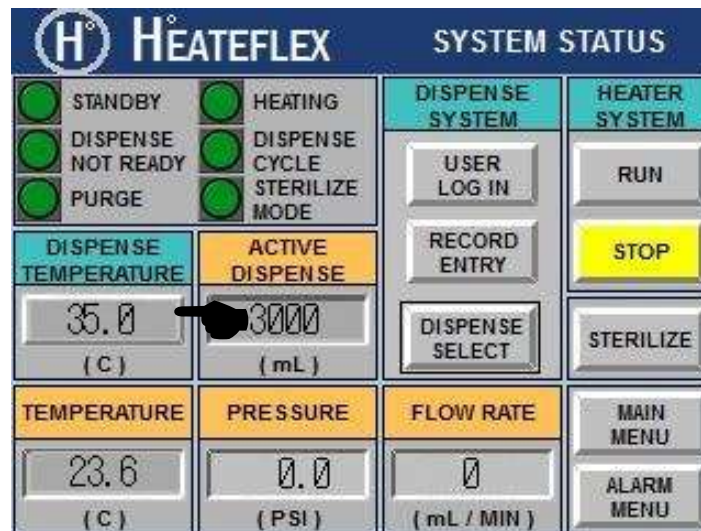 H° HEATEFLEX
SYSTEM STATUS
STANDBY
HEATING
DISPENSE
NOT READY
DISPENSE
CYCLE
PURGE
STERILIZE
MODE
DISPENSE
SYSTEM
USER
LOG IN
RECORD
ENTRY
DISPENSE
SELECT
HEATER
SYSTEM
RUN
STOP
STERILIZE
DISPENSE
TEMPERATURE
35.0
(C)
ACTIVE
DISPENSE
3000
(mL)
TEMPERATURE
23.6
(C)
PRESSURE
0.0
(PSI)
FLOW RATE
0
(mL / MIN)
MAIN
MENU
ALARM
MENU